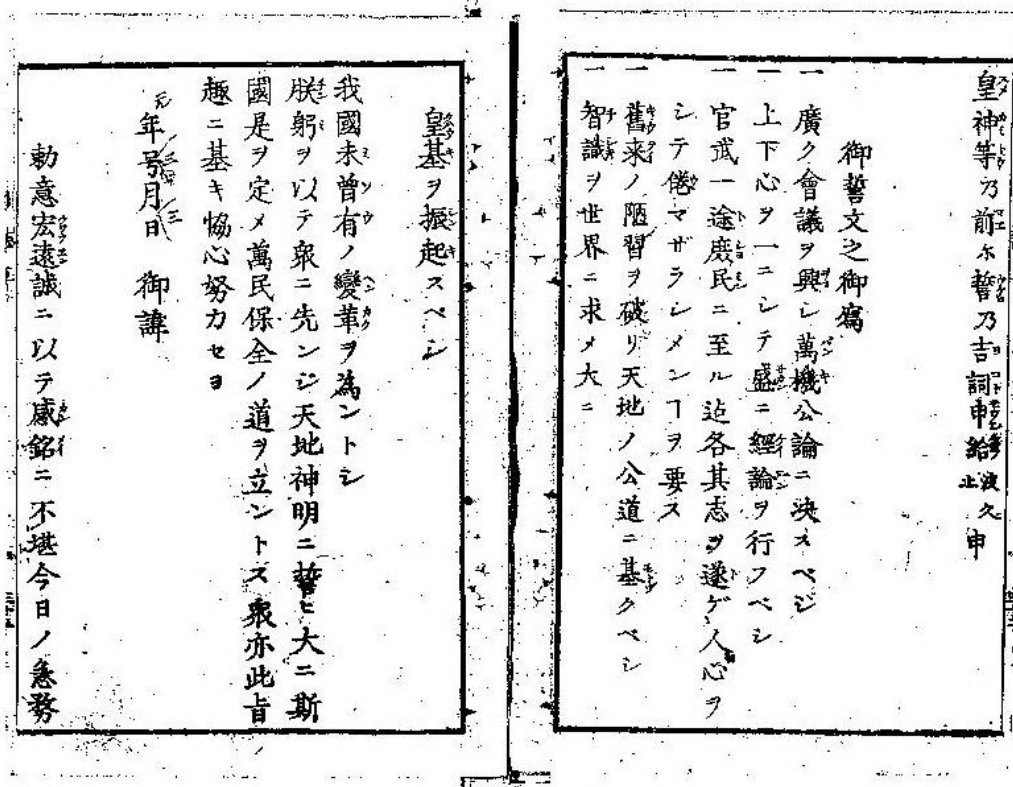 皇神等乃前尓誓乃吉詞申給波久止申
御誓文之御寫
一 廣ク會議ヲ興シ萬機公論ニ決スベシ
一 上下心ヲ一ニシテ盛ニ經論ヲ行フベシ
一 官武一途庶民ニ至ル迠各其志ヲ遂ゲ人心ヲ
シテ倦マザラシメンヿヲ要ス
一 舊来ノ陋習ヲ破リ天地ノ公道ニ基クベシ
一 智識ヲ世界ニ求メ大ニ
皇基ヲ振起スベシ
我國未曾有ノ變革ヲ為ントシ
朕躬ヲ以テ衆ニ先ンジ天地神明ニ誓ヒ大ニ斯
國是ヲ定メ萬民保全ノ道ヲ立ントス衆亦此旨
趣ニ基キ恊心努力セヨ
年号月日 御諱
勅意宏遠誠ニ以テ感銘ニ不堪今日ノ急務